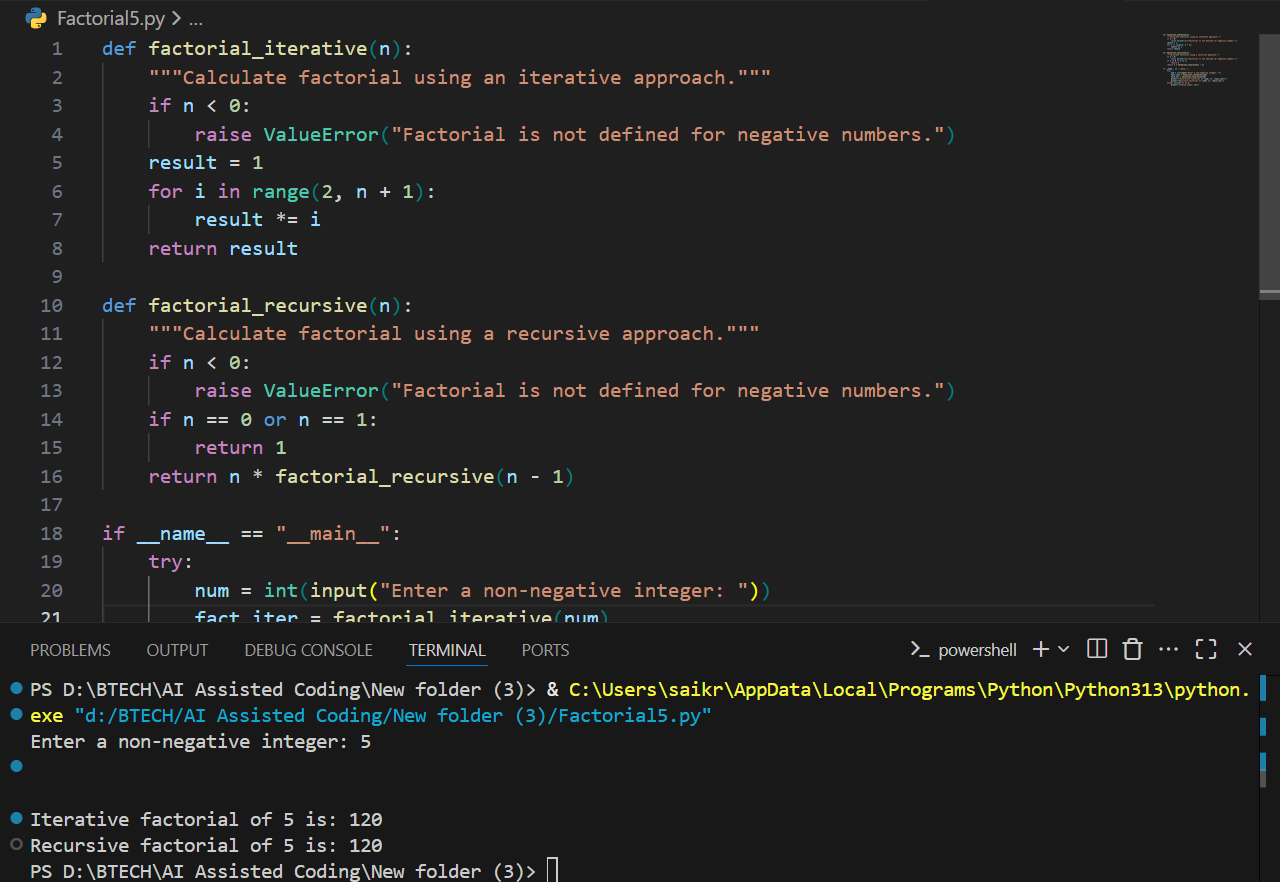 Factorial5.py > ...
1 def factorial_iterative(n):
2     """Calculate factorial using an iterative approach."""
3     if n < 0:
4         raise ValueError("Factorial is not defined for negative numbers.")
5     result = 1
6     for i in range(2, n + 1):
7         result *= i
8     return result
9
10 def factorial_recursive(n):
11     """Calculate factorial using a recursive approach."""
12     if n < 0:
13         raise ValueError("Factorial is not defined for negative numbers.")
14     if n == 0 or n == 1:
15         return 1
16     return n * factorial_recursive(n - 1)
17
18 if __name__ == "__main__":
19     try:
20         num = int(input("Enter a non-negative integer: "))
21         fact_iter = factorial_iterative(num)
PROBLEMS OUTPUT DEBUG CONSOLE TERMINAL PORTS powershell
PS D:\BTECH\AI Assisted Coding\New folder (3)> & C:\Users\saikr\AppData\Local\Programs\Python\Python313\python.
exe "d:/BTECH/AI Assisted Coding/New folder (3)/Factorial5.py"
Enter a non-negative integer: 5
Iterative factorial of 5 is: 120
Recursive factorial of 5 is: 120
PS D:\BTECH\AI Assisted Coding\New folder (3)>